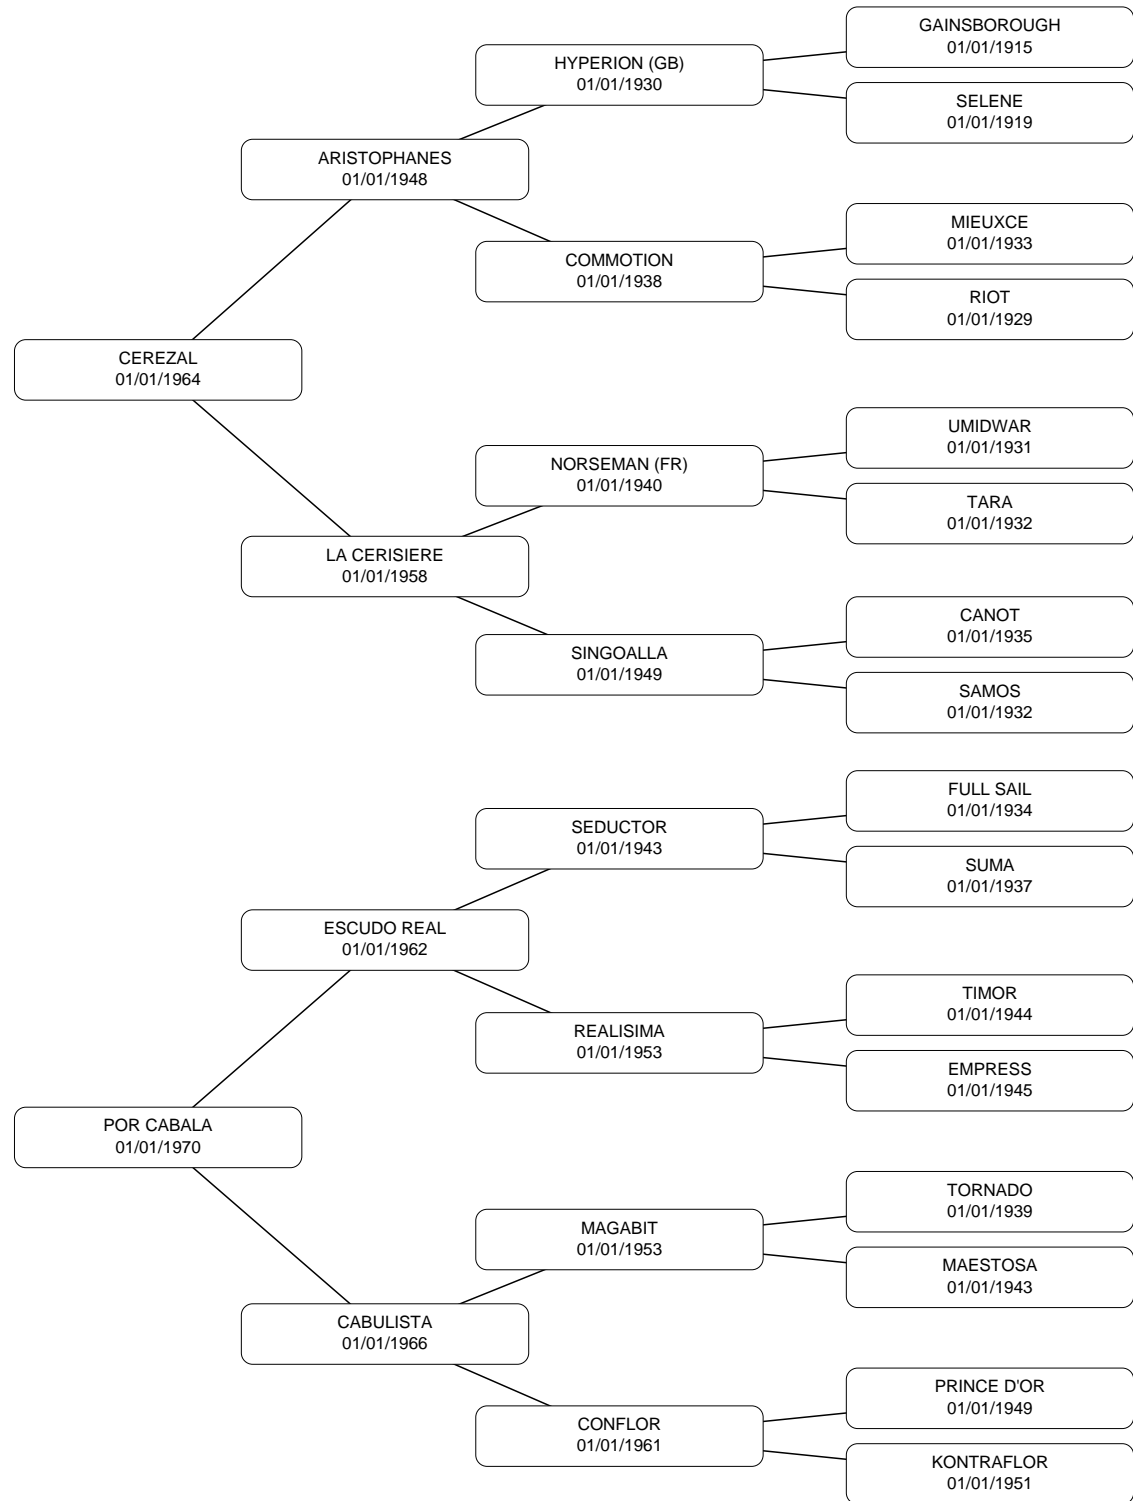 GAINSBOROUGH
01/01/1915
HYPERION (GB)
01/01/1930
SELENE
01/01/1919
ARISTOPHANES
01/01/1948
MIEUXCE
01/01/1933
COMMOTION
01/01/1938
RIOT
01/01/1929
CEREZAL
01/01/1964
UMIDWAR
01/01/1931
NORSEMAN (FR)
01/01/1940
TARA
01/01/1932
LA CERISIERE
01/01/1958
CANOT
01/01/1935
SINGOALLA
01/01/1949
SAMOS
01/01/1932
FULL SAIL
01/01/1934
SEDUCTOR
01/01/1943
SUMA
01/01/1937
ESCUDO REAL
01/01/1962
TIMOR
01/01/1944
REALISIMA
01/01/1953
EMPRESS
01/01/1945
POR CABALA
01/01/1970
TORNADO
01/01/1939
MAGABIT
01/01/1953
MAESTOSA
01/01/1943
CABULISTA
01/01/1966
PRINCE D'OR
01/01/1949
CONFLOR
01/01/1961
KONTRAFLOR
01/01/1951